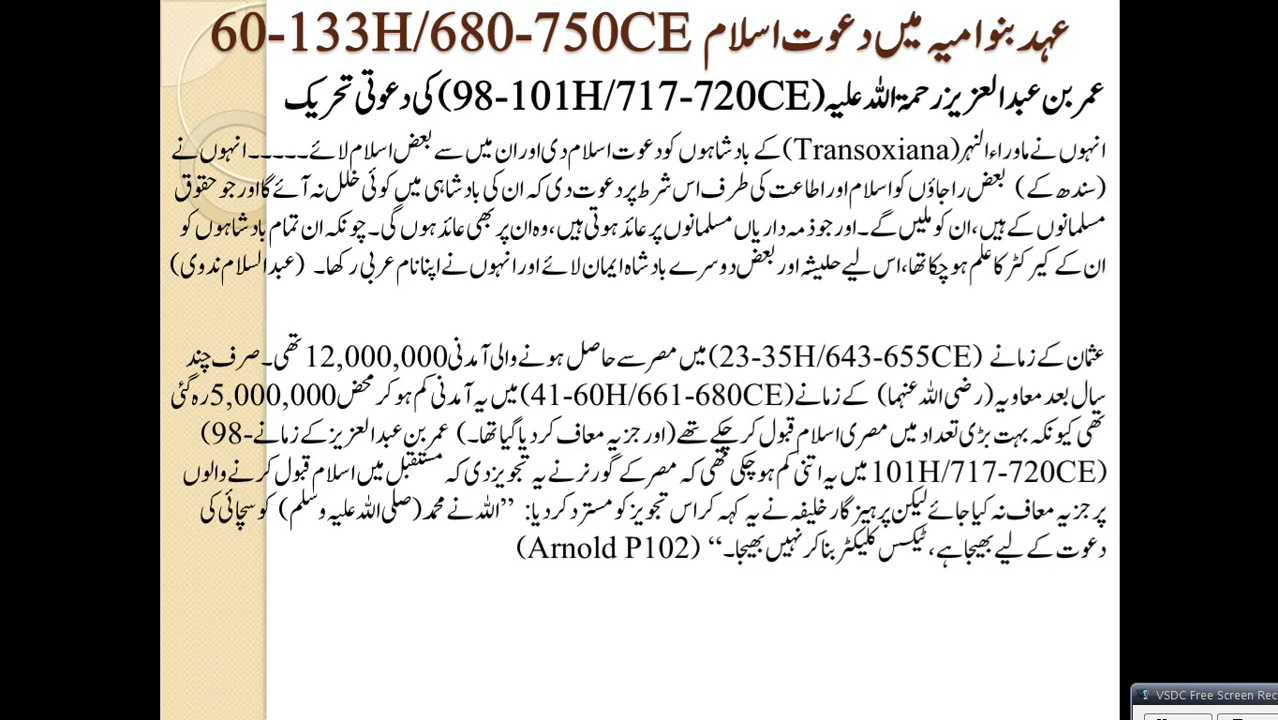 عہد بنو امیہ میں دعوت اسلام 60-133H/680-750CE
عمر بن عبدالعزیز رحمۃ اللہ علیہ (98-101H/717-720CE) کی دعوتی تحریک
انہوں نے ماوراء النہر (Transoxiana) کے بادشاہوں کو دعوت اسلام دی اور ان میں سے بعض اسلام لائے۔۔۔۔۔۔انہوں نے
(سندھ کے) بعض راجاؤں کو اسلام اور اطاعت کی طرف اس شرط پر دعوت دی کہ ان کی بادشاہی میں کوئی خلل نہ آئے گا اور جو حقوق
مسلمانوں کے ہیں، ان کو ملیں گے۔ اور جو ذمہ داریاں مسلمانوں پر عائد ہوتی ہیں، وہ ان پر بھی عائد ہوں گی۔ چونکہ ان تمام بادشاہوں کو
ان کے کیرکٹر کا علم ہو چکا تھا، اس لیے حلیشہ اور بعض دوسرے بادشاہ ایمان لائے اور انہوں نے اپنا نام عربی رکھا۔ (عبدالسلام ندوی)
عثمان کے زمانے (23-35H/643-655CE) میں مصر سے حاصل ہونے والی آمدنی 12,000,000 تھی۔ صرف چند
سال بعد معاویہ (رضی اللہ عنہما) کے زمانے (41-60H/661-680CE) میں یہ آمدنی کم ہو کر محض 5,000,000 رہ گئی
تھی کیونکہ بہت بڑی تعداد میں مصری اسلام قبول کر چکے تھے (اور جزیہ معاف کر دیا گیا تھا۔) عمر بن عبدالعزیز کے زمانے (98-
101H/717-720CE) میں یہ اتنی کم ہو چکی تھی کہ مصر کے گورنر نے یہ تجویز دی کہ مستقبل میں اسلام قبول کرنے والوں
پر جزیہ معاف نہ کیا جائے لیکن پرہیز گار خلیفہ نے یہ کہہ کر اس تجویز کو مسترد کر دیا: ”اللہ نے محمد (صلی اللہ علیہ وسلم) کو سچائی کی
دعوت کے لیے بھیجا ہے، ٹیکس کلیکٹر بنا کر نہیں بھیجا۔“ (Arnold P102)
VSDC Free Screen Rec